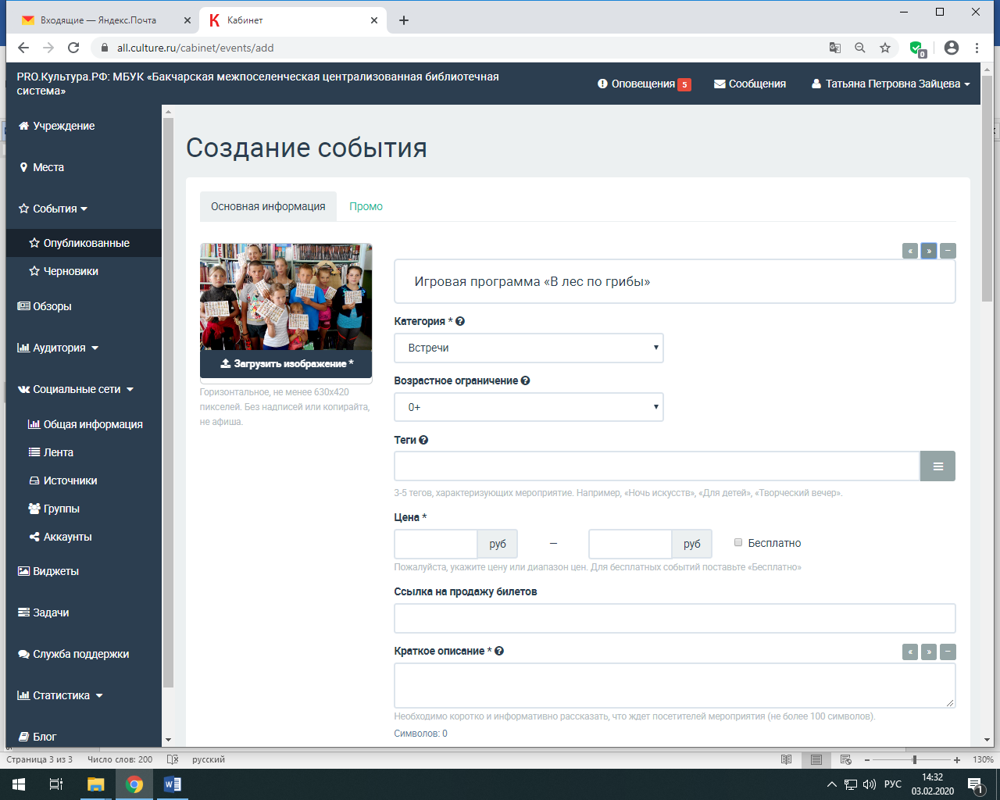 Входящие — Яндекс.Почта
Кабинет
all.culture.ru/cabinet/events/add
0
PRO.Культура.РФ: МБУК «Бакчарская межпоселенческая централизованная библиотечная
система»
Оповещения 5
Сообщения
Татьяна Петровна Зайцева
Учреждение
Места
События
Опубликованные
Черновики
Обзоры
Аудитория
Социальные сети
Общая информация
Лента
Источники
Группы
Аккаунты
Виджеты
Задачи
Служба поддержки
Статистика
Блог
Создание события
Основная информация
Промо
Загрузить изображение *
Горизонтальное, не менее 630x420
пикселей. Без надписей или копирайта,
не афиша.
« » –
Игровая программа «В лес по грибы»
Категория *
Встречи
Возрастное ограничение
0+
Теги
3-5 тегов, характеризующих мероприятие. Например, «Ночь искусств», «Для детей», «Творческий вечер».
Цена *
руб — руб Бесплатно
Пожалуйста, укажите цену или диапазон цен. Для бесплатных событий поставьте «Бесплатно»
Ссылка на продажу билетов
Краткое описание *
« » –
Необходимо коротко и информативно рассказать, что ждет посетителей мероприятия (не более 100 символов).
Символов: 0
Страница 3 из 3 Число слов: 200 русский
130%
РУС
14:32
03.02.2020
1